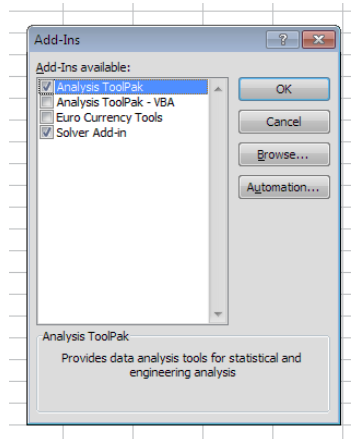 Add-Ins
?
Add-Ins available:
Analysis ToolPak
Analysis ToolPak - VBA
Euro Currency Tools
Solver Add-in
OK
Cancel
Browse...
Automation...
Analysis ToolPak
Provides data analysis tools for statistical and
engineering analysis